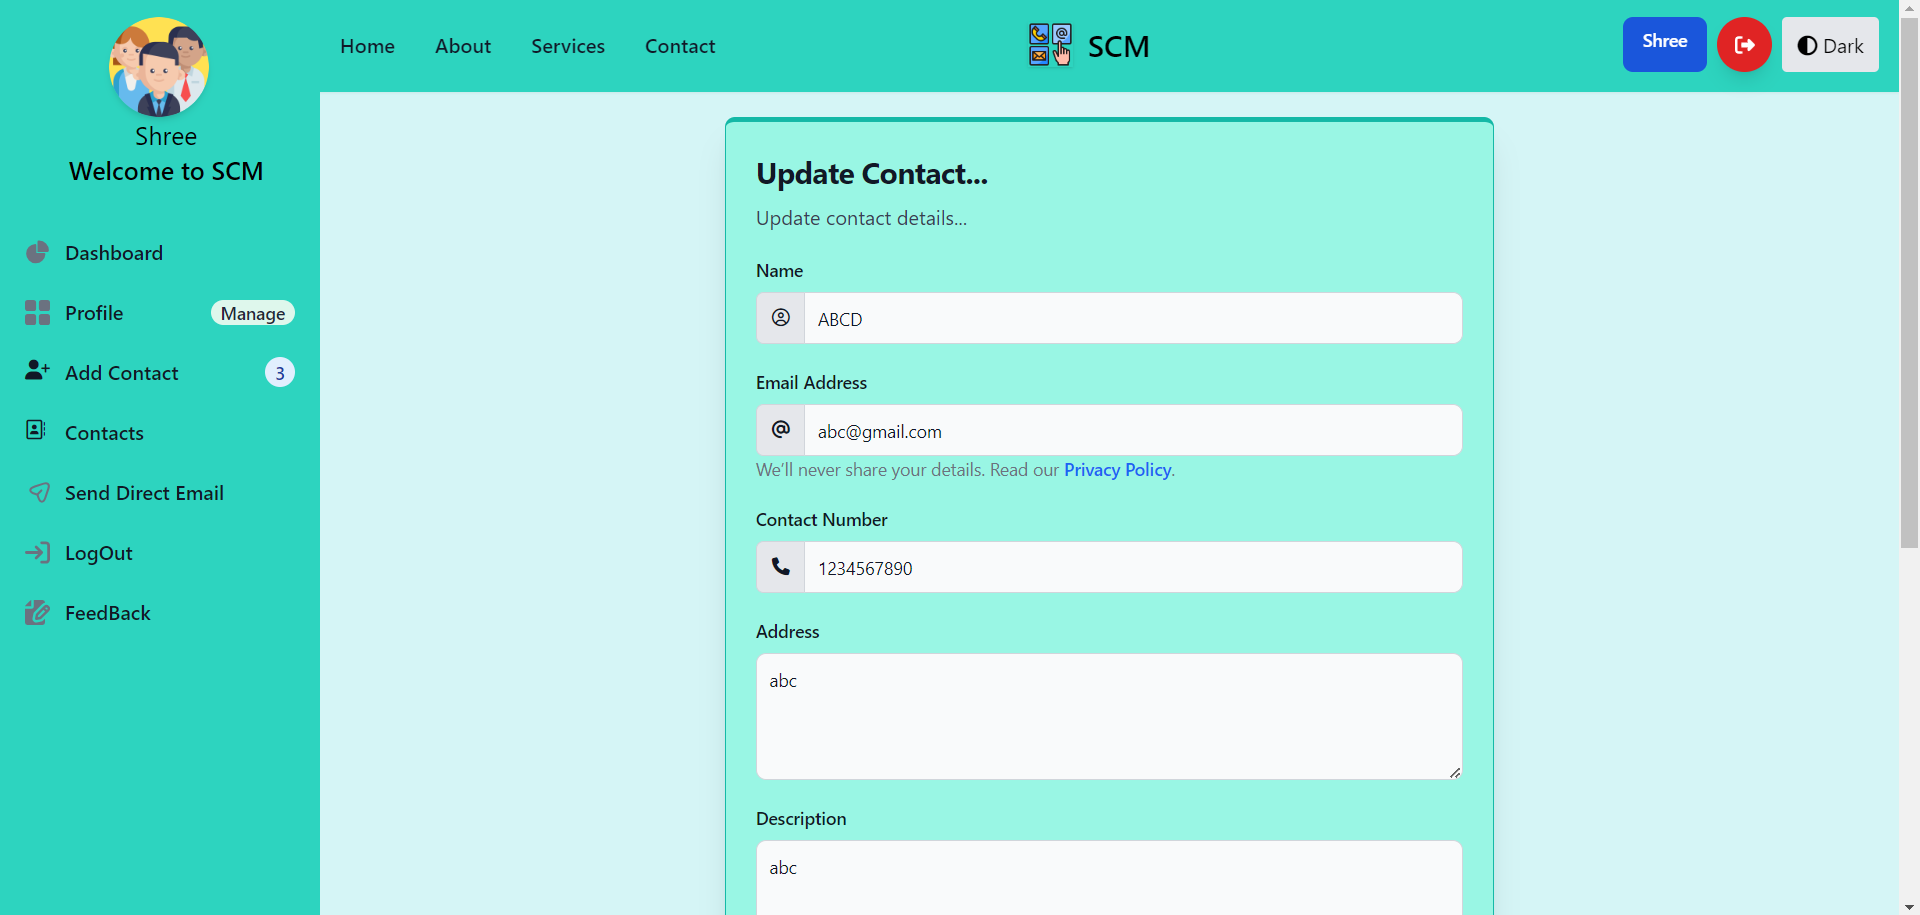 Shree
Welcome to SCM
Dashboard
Profile
Manage
Add Contact
3
Contacts
Send Direct Email
LogOut
FeedBack
Home
About
Services
Contact
@
SCM
Shree
Dark
Update Contact...
Update contact details...
Name
ABCD
Email Address
@
abc@gmail.com
We'll never share your details. Read our Privacy Policy.
Contact Number
1234567890
Address
abc
Description
abc